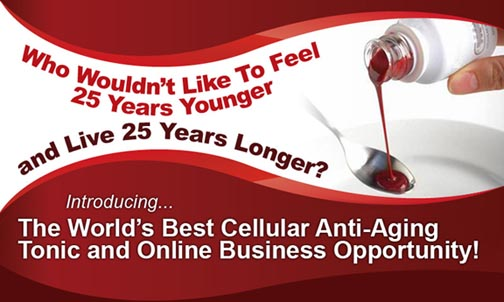 Who Wouldn't Like To Feel
25 Years Younger
and Live 25 Years Longer?
Introducing...
The World's Best Cellular Anti-Aging
Tonic and Online Business Opportunity!